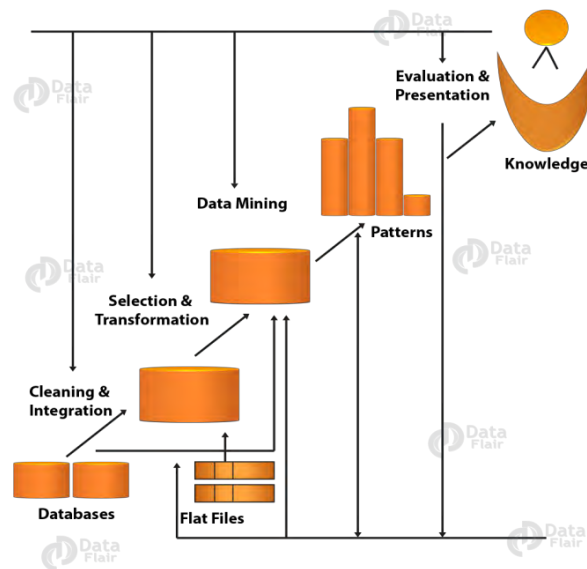 Data
Flair
Evaluation &
Presentation
Data
Flair
Knowledge
Data Mining
Patterns
Data
Flair
Data
Flair
Selection &
Transformation
Cleaning &
Integration
Data
Flair
Databases
Flat Files
Data
Flair
Data
Flair